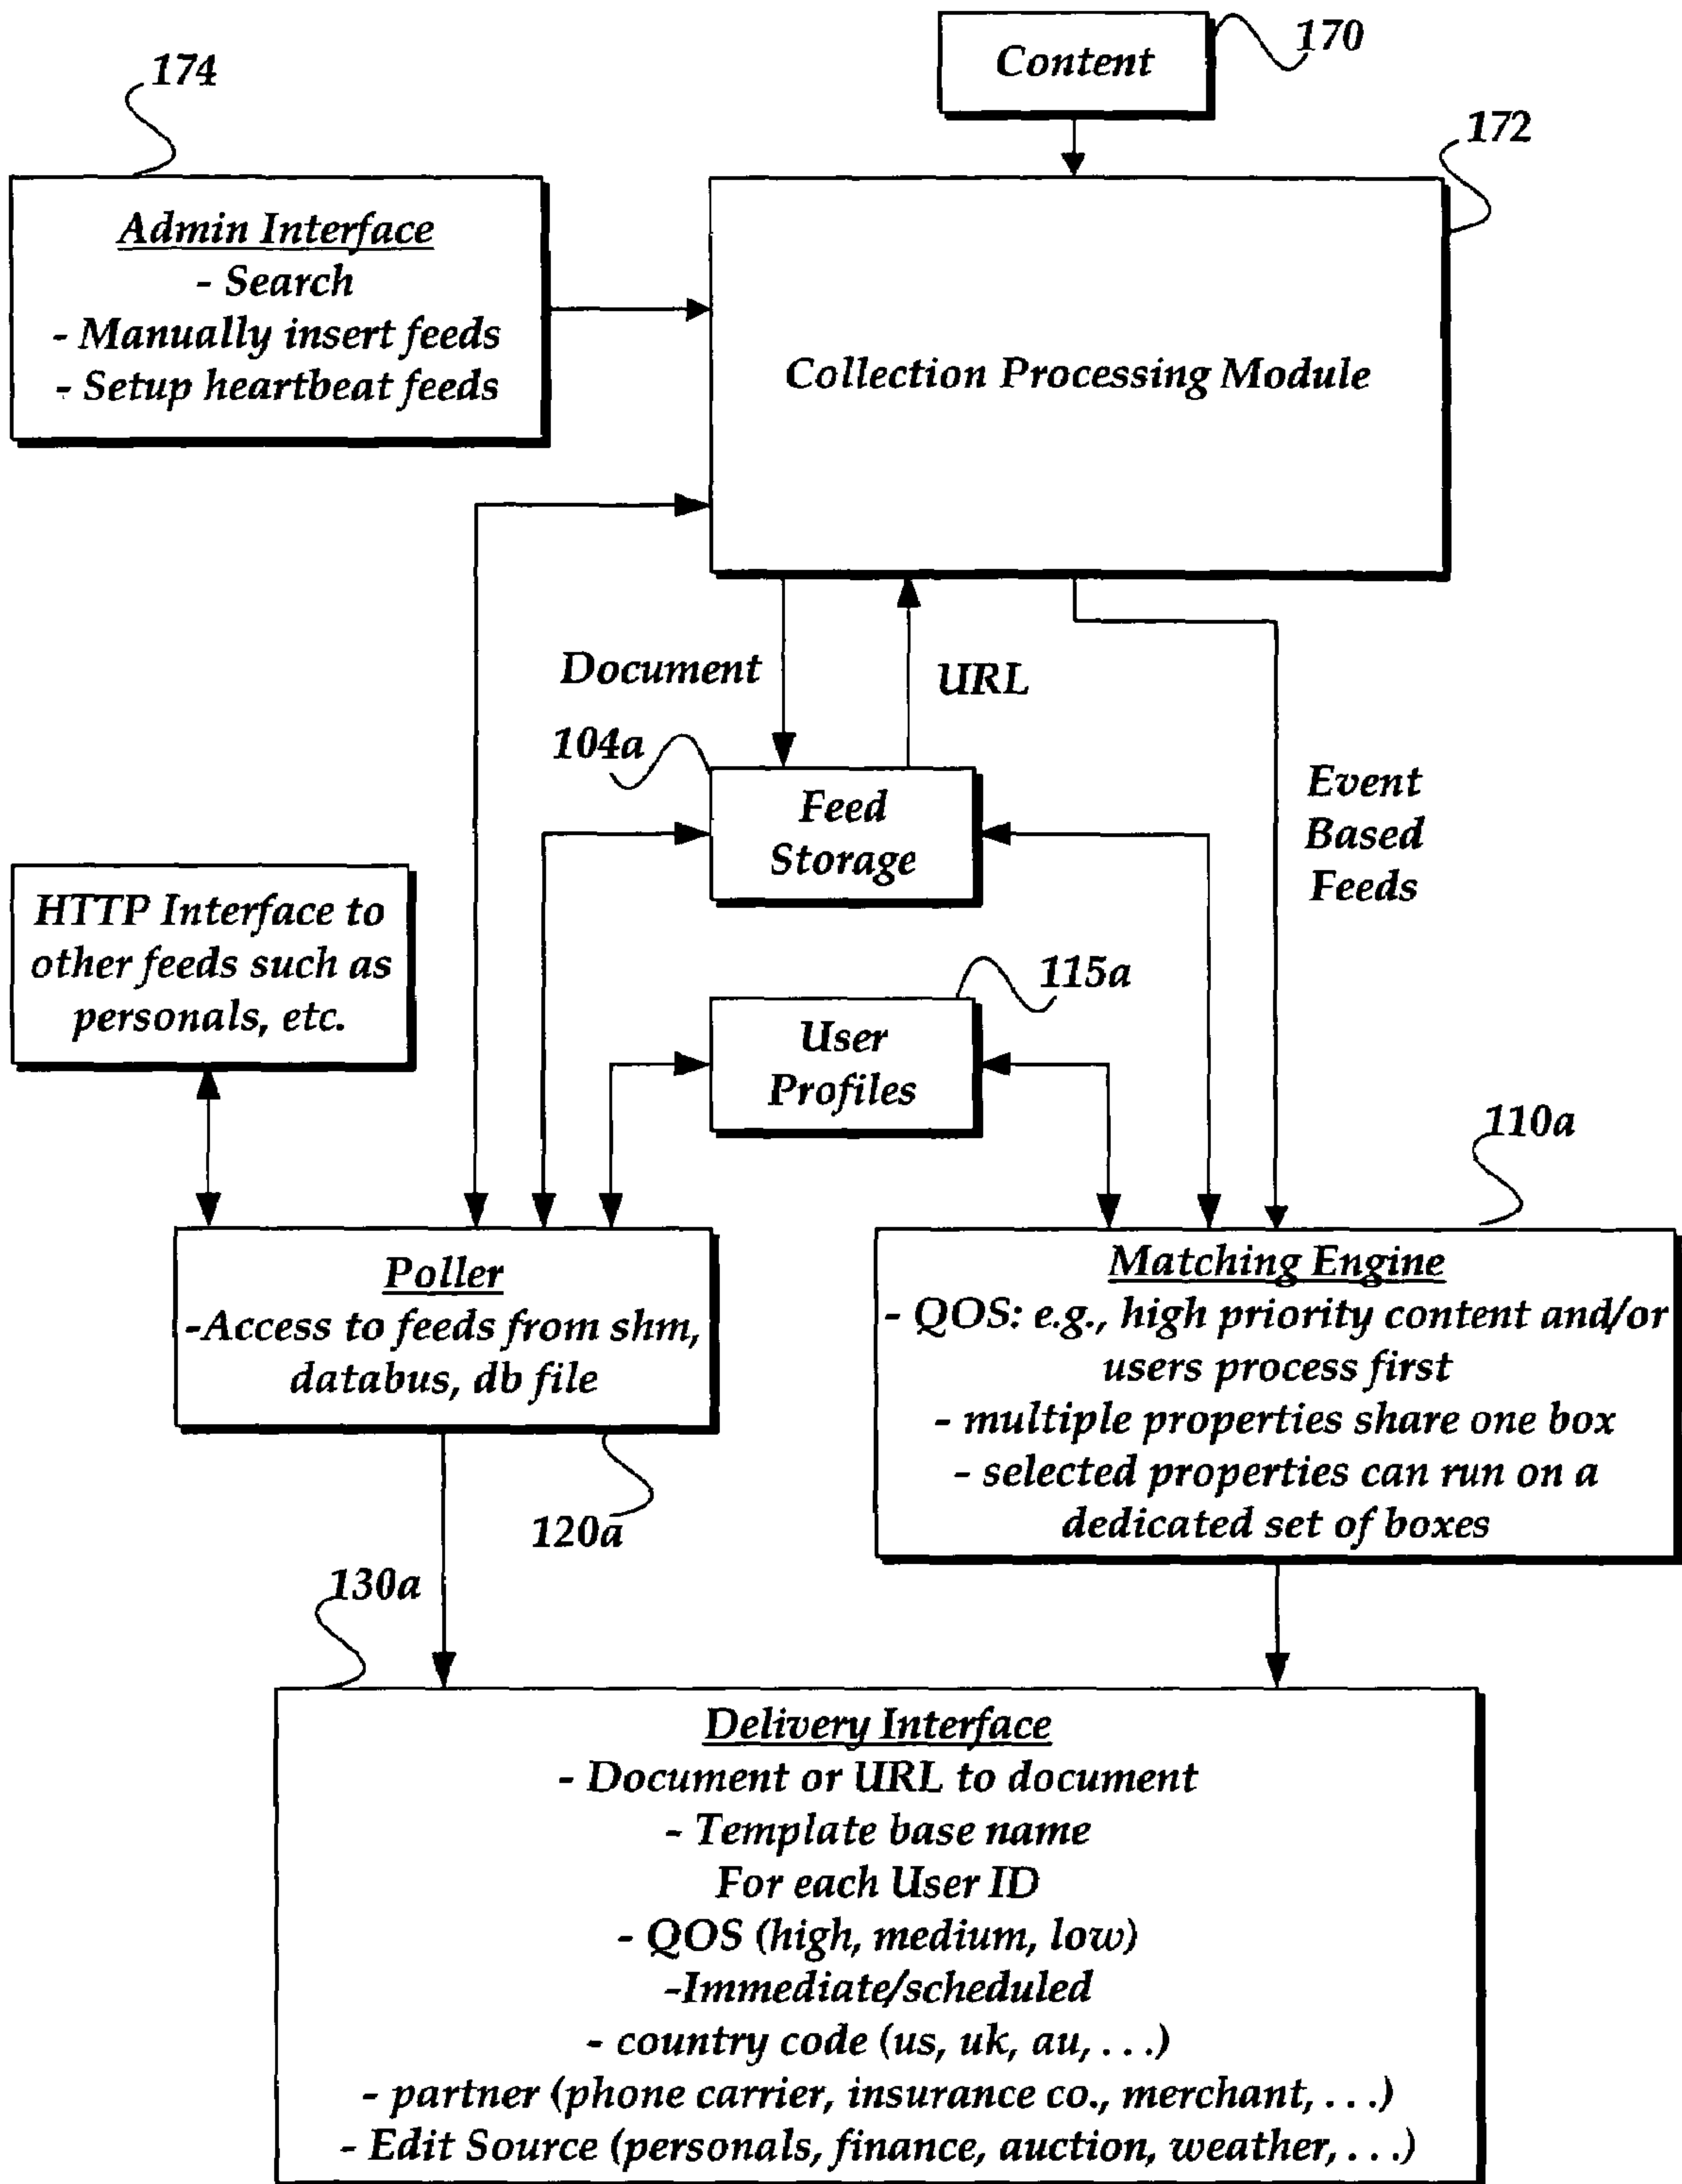 170
Content
174
172
Admin Interface
- Search
- Manually insert feeds
- Setup heartbeat feeds
Collection Processing Module
Document
URL
104a
Feed
Storage
Event
Based
Feeds
HTTP Interface to
other feeds such as
personals, etc.
115a
User
Profiles
110a
Poller
-Access to feeds from shm,
databus, db file
Matching Engine
- QOS: e.g., high priority content and/or
users process first
- multiple properties share one box
- selected properties can run on a
dedicated set of boxes
120a
130a
Delivery Interface
- Document or URL to document
- Template base name
For each User ID
- QOS (high, medium, low)
-Immediate/scheduled
- country code (us, uk, au, . . .)
- partner (phone carrier, insurance co., merchant, . . .)
- Edit Source (personals, finance, auction, weather, . . .)